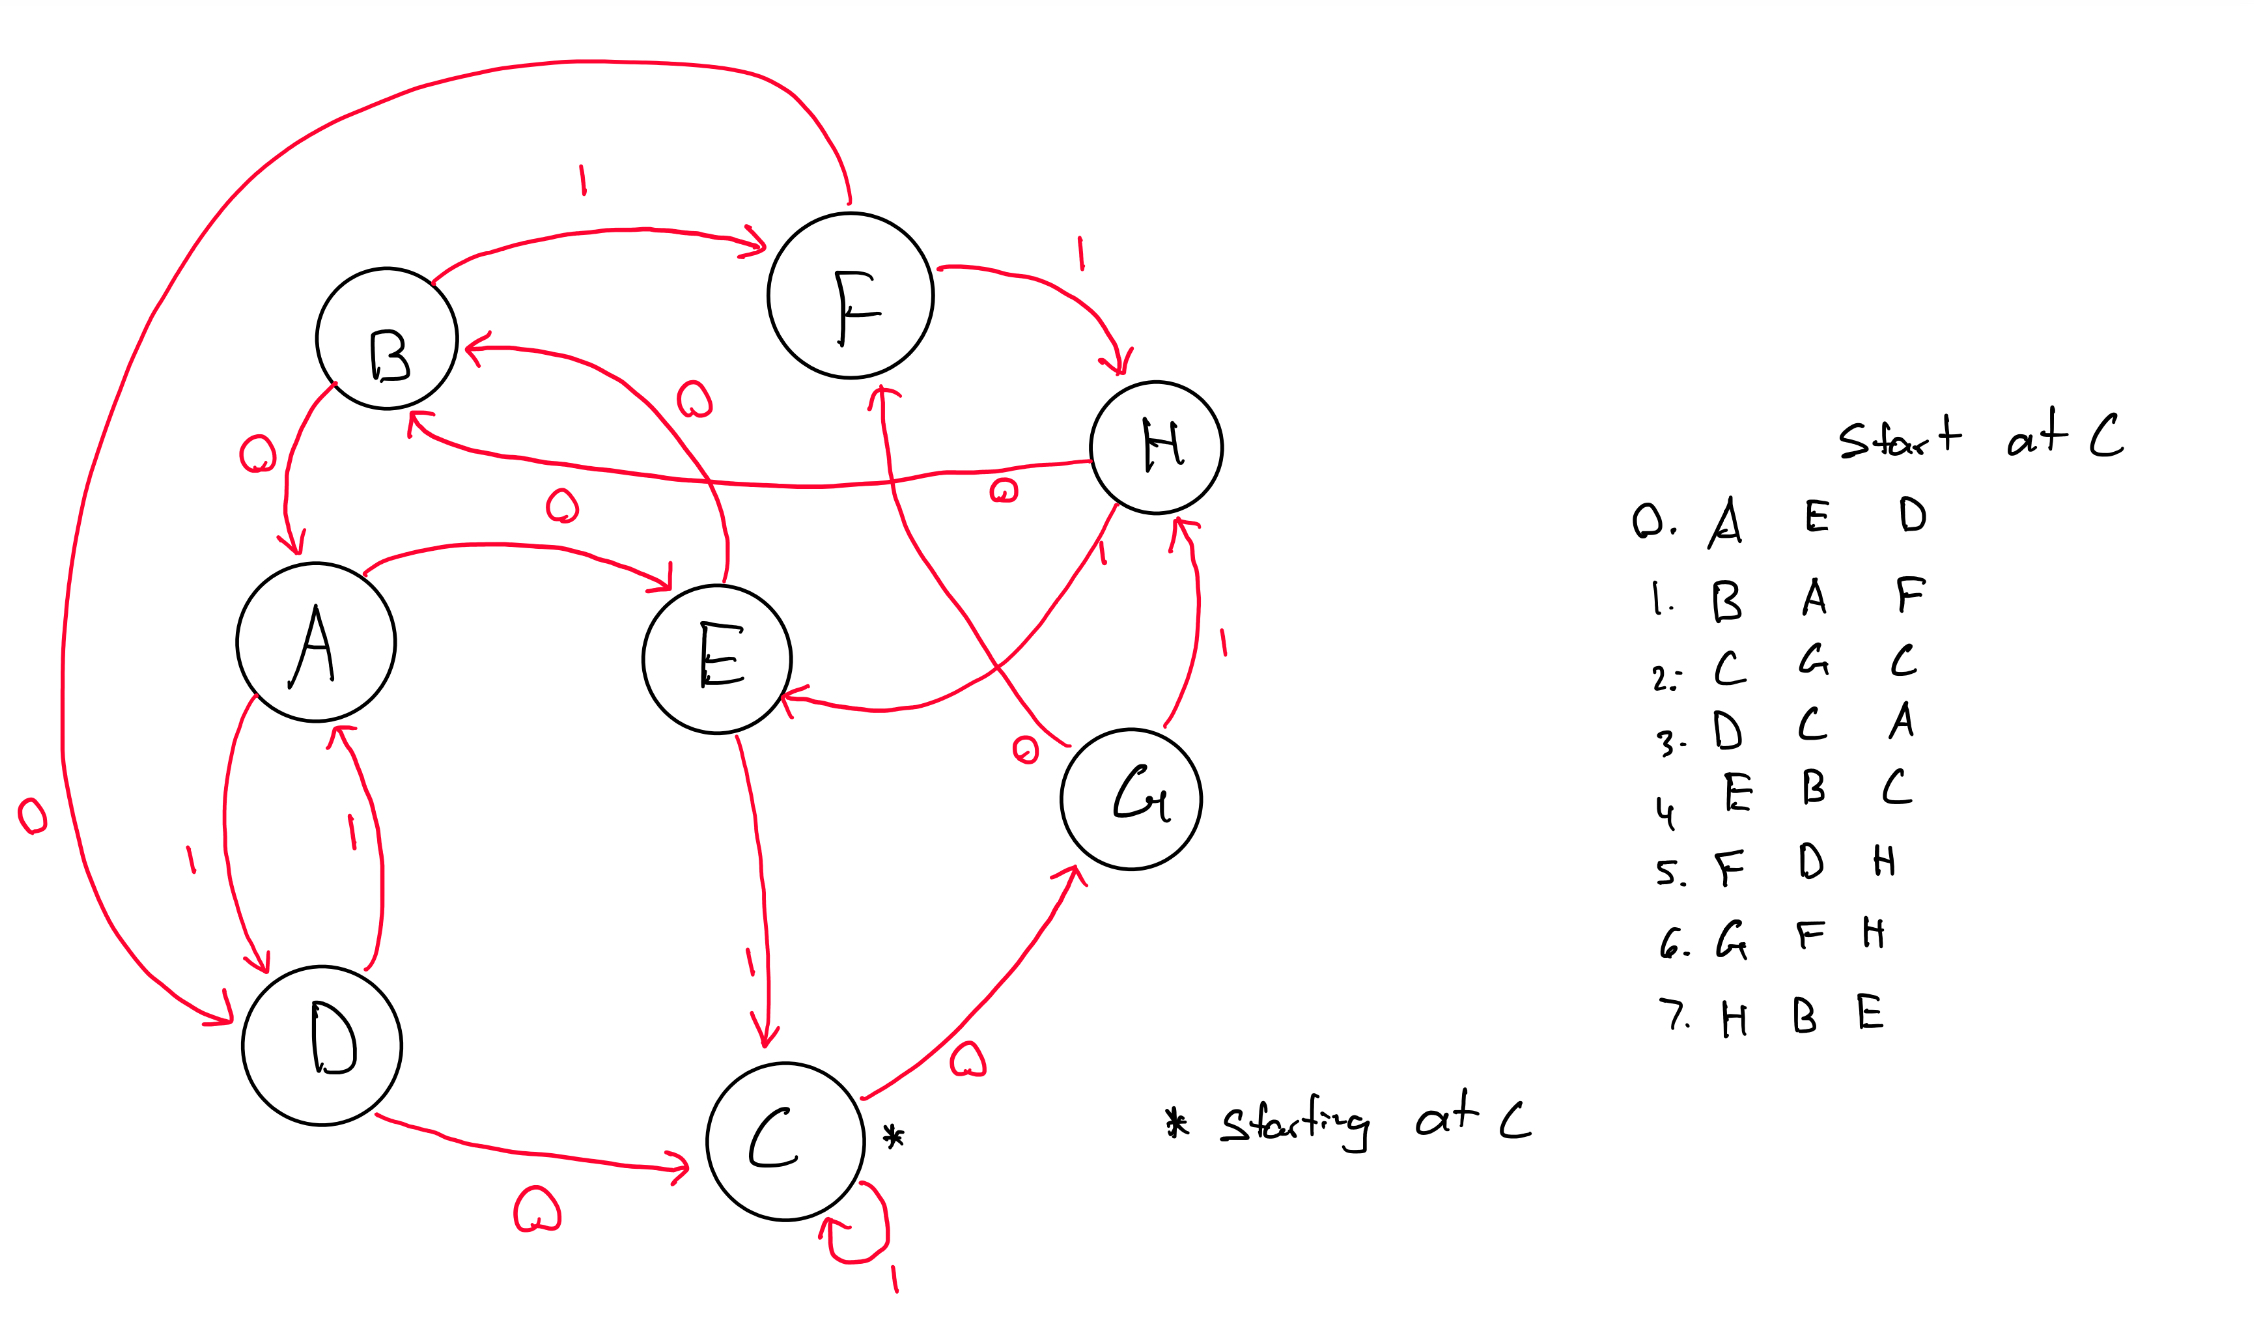 1
F
1
B
0
0
H
0
0
1
A
E
1
G
0
0
1
1
1
D
C *
0
0
1
Start at C
0. A E D
1. B A F
2. C G C
3. D C A
4 E B C
5. F D H
6. G F H
7. H B E
* starting at C